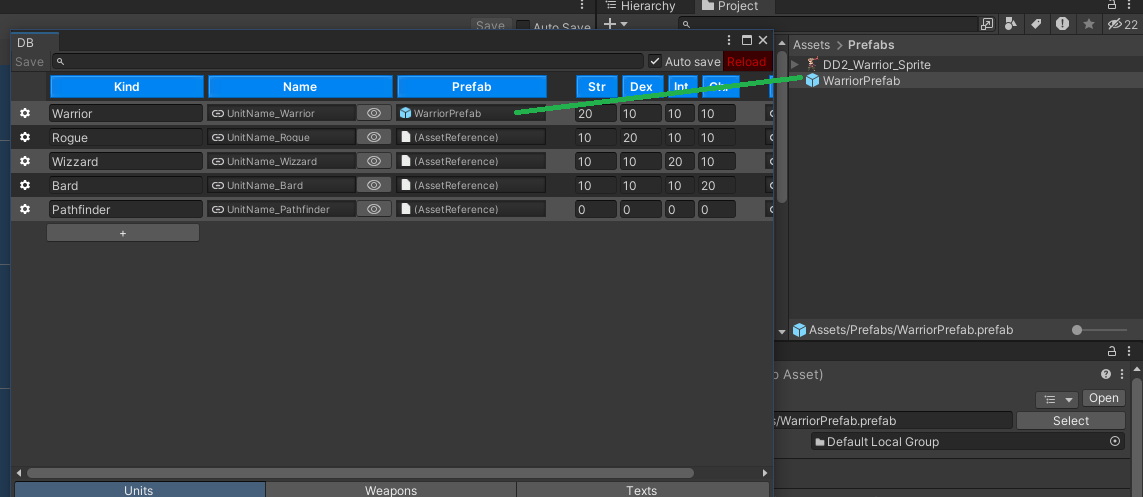 Hierarchy
Project
Save
Auto Save
22
DB
Save
Auto save
Reload
Assets > Prefabs
DD2_Warrior_Sprite
WarriorPrefab
Kind Name Prefab Str Dex Int
Warrior UnitName_Warrior WarriorPrefab 20 10 10 10
Rogue UnitName_Rogue (AssetReference) 10 20 10 10
Wizzard UnitName_Wizzard (AssetReference) 10 10 20 10
Bard UnitName_Bard (AssetReference) 10 10 10 20
Pathfinder UnitName_Pathfinder (AssetReference) 0 0 0 0
+
Assets/Prefabs/WarriorPrefab.prefab
Asset)
Open
s/WarriorPrefab.prefab
Select
Default Local Group
Units Weapons Texts